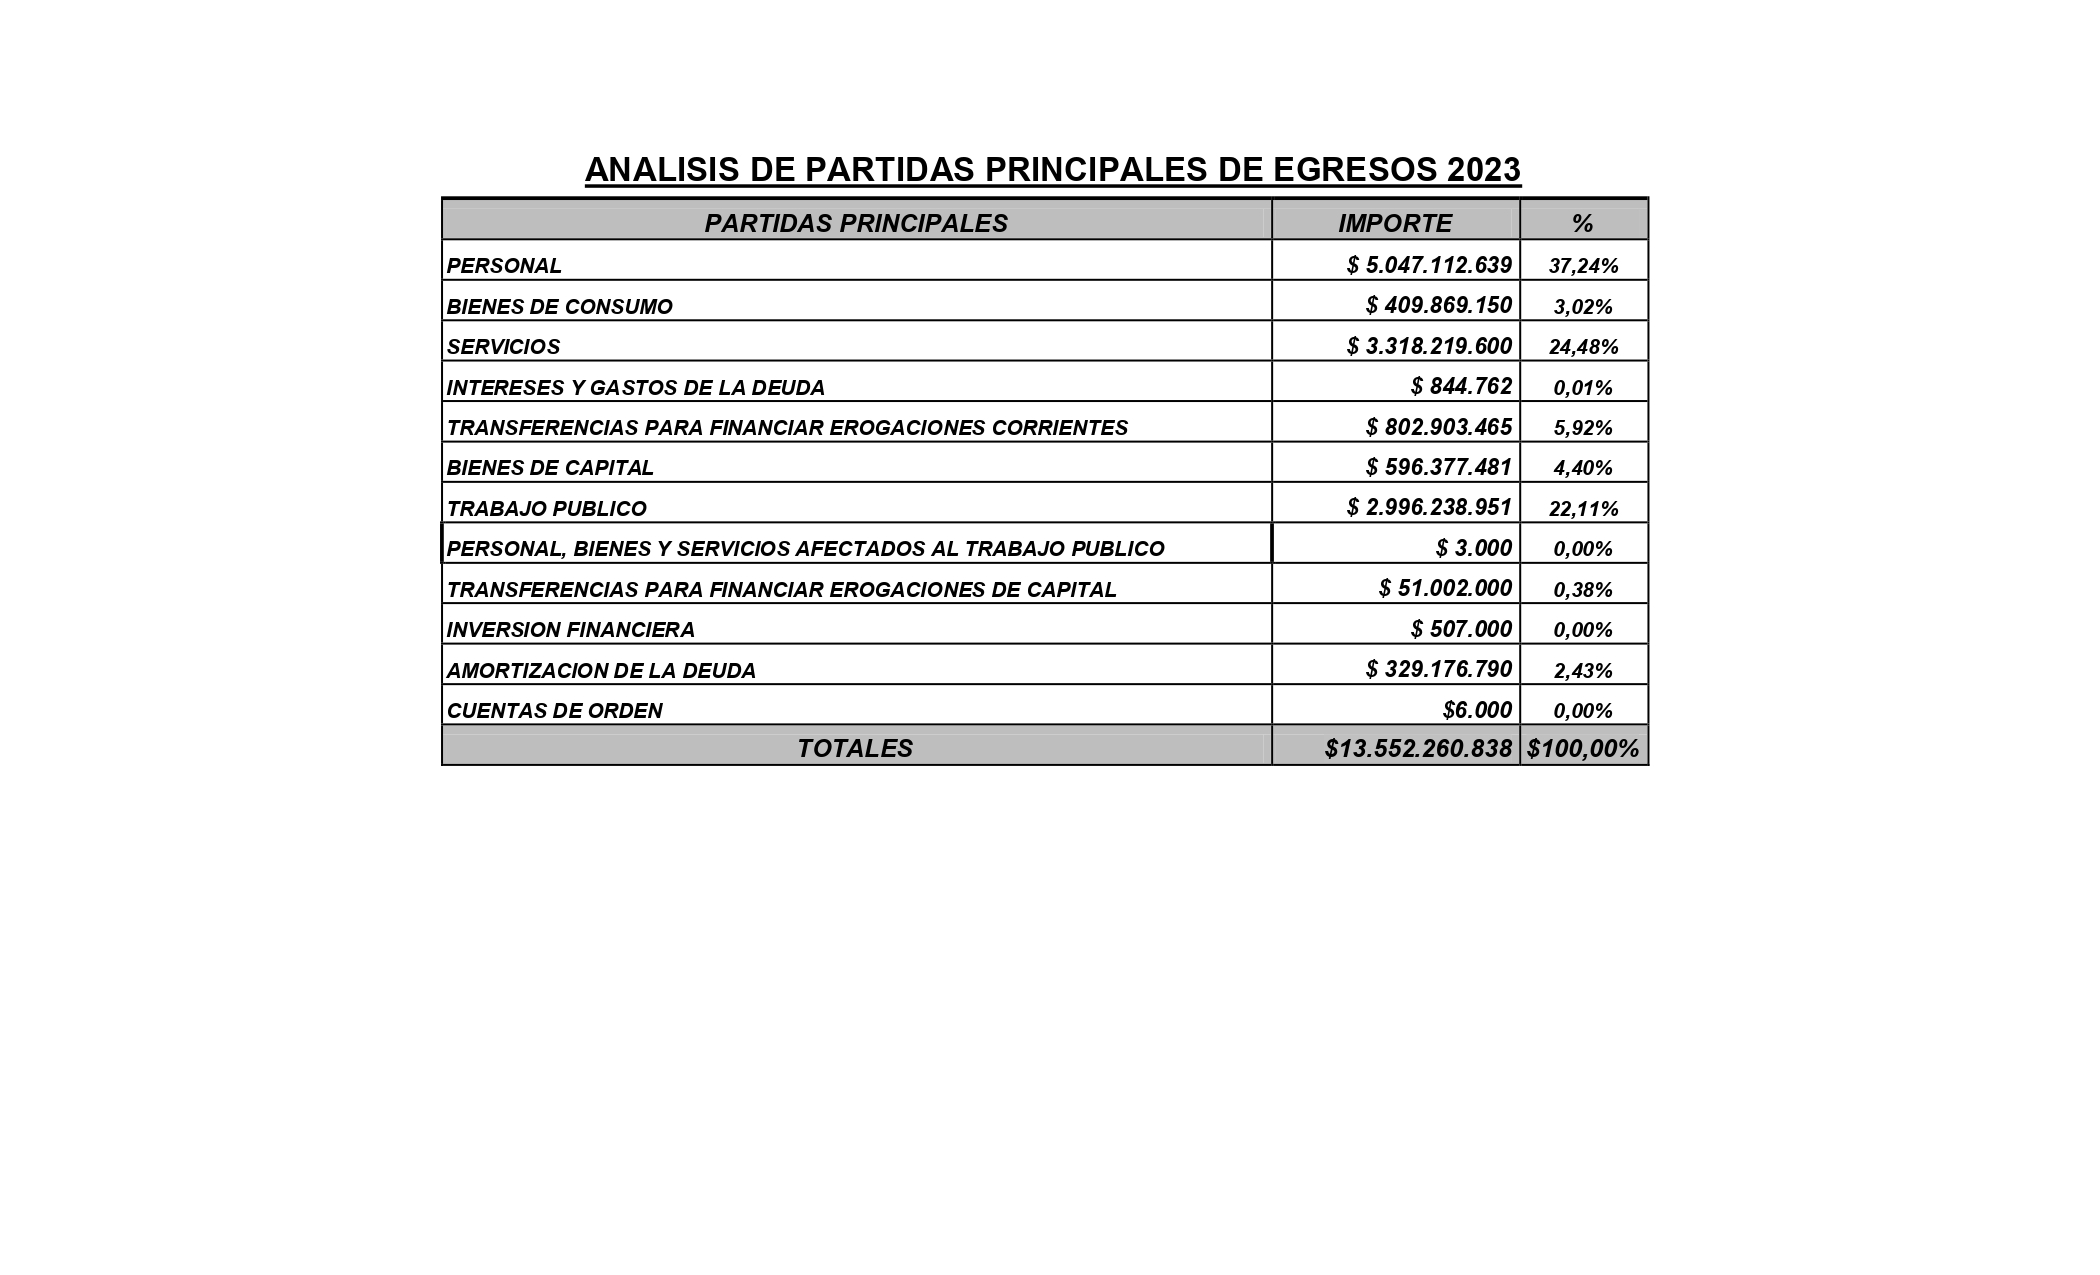 ANALISIS DE PARTIDAS PRINCIPALES DE EGRESOS 2023
PARTIDAS PRINCIPALES IMPORTE %
PERSONAL $ 5.047.112.639 37,24%
BIENES DE CONSUMO $ 409.869.150 3,02%
SERVICIOS $ 3.318.219.600 24,48%
INTERESES Y GASTOS DE LA DEUDA $ 844.762 0,01%
TRANSFERENCIAS PARA FINANCIAR EROGACIONES CORRIENTES $ 802.903.465 5,92%
BIENES DE CAPITAL $ 596.377.481 4,40%
TRABAJO PUBLICO $ 2.996.238.951 22,11%
PERSONAL, BIENES Y SERVICIOS AFECTADOS AL TRABAJO PUBLICO $ 3.000 0,00%
TRANSFERENCIAS PARA FINANCIAR EROGACIONES DE CAPITAL $ 51.002.000 0,38%
INVERSION FINANCIERA $ 507.000 0,00%
AMORTIZACION DE LA DEUDA $ 329.176.790 2,43%
CUENTAS DE ORDEN $6.000 0,00%
TOTALES $13.552.260.838 $100,00%